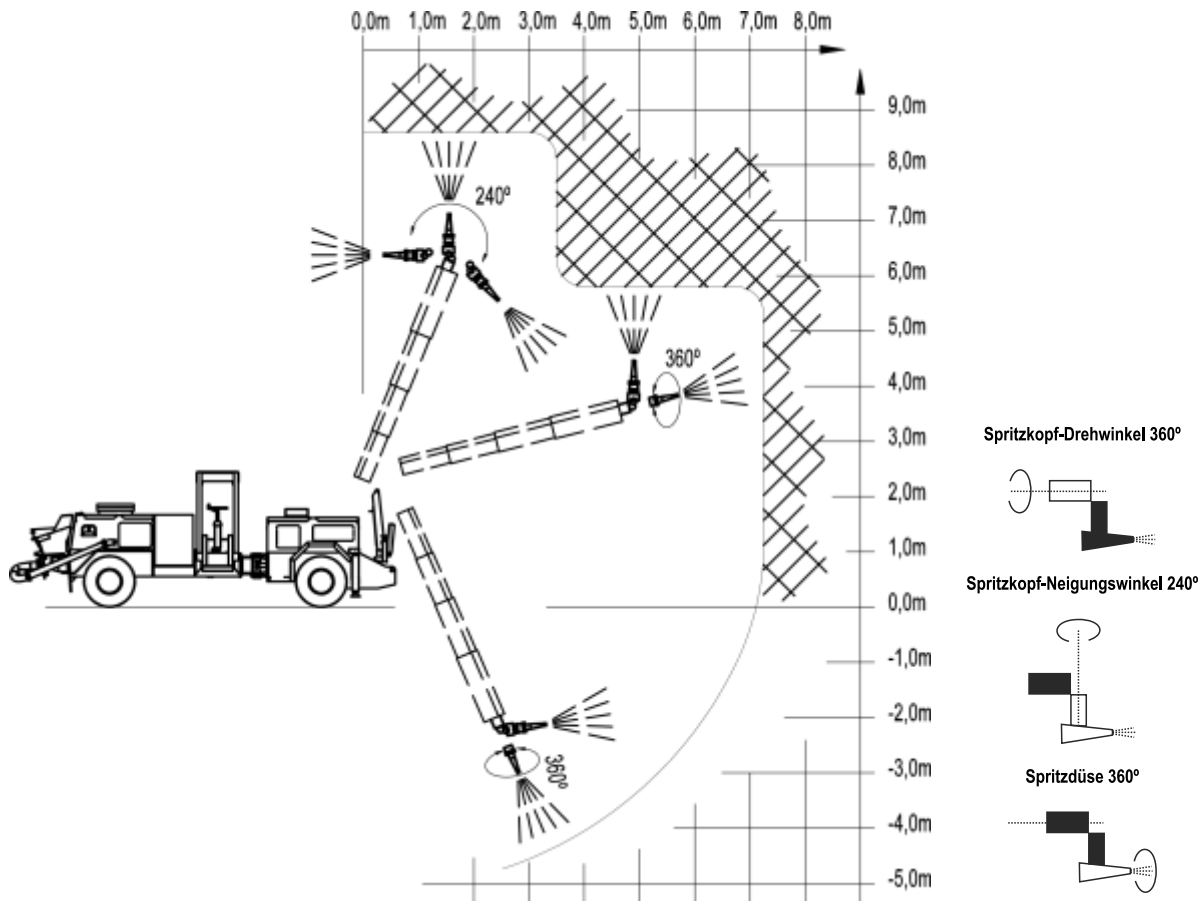 0,0m 1,0m 2,0m 3,0m 4,0m 5,0m 6,0m 7,0m 8,0m
9,0m
8,0m
240º
7,0m
6,0m
5,0m
360º
4,0m
3,0m
Spritzkopf-Drehwinkel 360º
2,0m
1,0m
Spritzkopf-Neigungswinkel 240º
0,0m
-1,0m
-2,0m
360º
-3,0m
Spritzdüse 360º
-4,0m
-5,0m